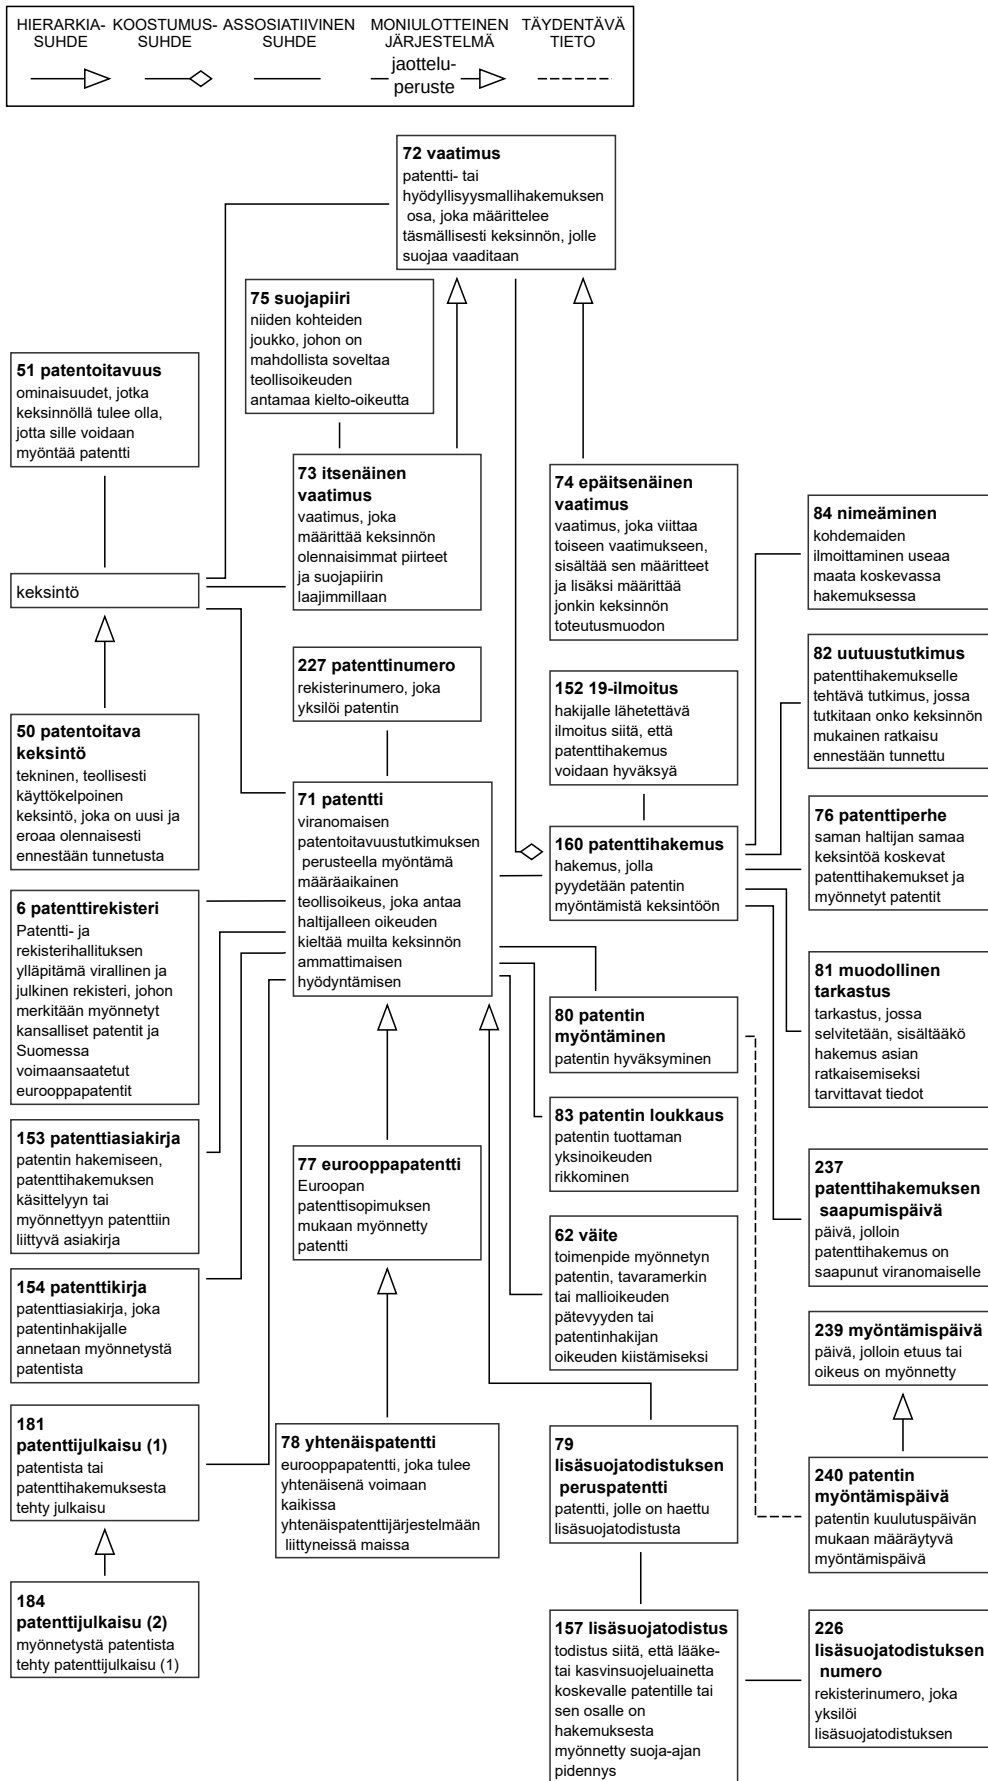 HIERARKIA-
SUHDE
KOOSTUMUS-
SUHDE
ASSOSIATIIVINEN
SUHDE
MONIULOTTEINEN
JÄRJESTELMÄ
jaottelu-
peruste
TÄYDENTÄVÄ
TIETO
72 vaatimus
patentti- tai
hyödyllisyysmallihakemuksen
osa, joka määrittelee
täsmällisesti keksinnön, jolle
suojaa vaaditaan
75 suojapiiri
niiden kohteiden
joukko, johon on
mahdollista soveltaa
teollisoikeuden
antamaa kielto-oikeutta
51 patentoitavuus
ominaisuudet, jotka
keksinnöllä tulee olla,
jotta sille voidaan
myöntää patentti
73 itsenäinen
vaatimus
vaatimus, joka
määrittää keksinnön
olennaisimmat piirteet
ja suojapiirin
laajimmillaan
74 epäitsenäinen
vaatimus
vaatimus, joka viittaa
toiseen vaatimukseen,
sisältää sen määritteet
ja lisäksi määrittää
jonkin keksinnön
toteutusmuodon
84 nimeäminen
kohdemaiden
ilmoittaminen useaa
maata koskevassa
hakemuksessa
keksintö
227 patenttinumero
rekisterinumero, joka
yksilöi patentin
152 19-ilmoitus
hakijalle lähetettävä
ilmoitus siitä, että
patenttihakemus
voidaan hyväksyä
82 uutuustutkimus
patenttihakemukselle
tehtävä tutkimus, jossa
tutkitaan onko keksinnön
mukainen ratkaisu
ennestään tunnettu
50 patentoitava
keksintö
tekninen, teollisesti
käyttökelpoinen
keksintö, joka on uusi ja
eroaa olennaisesti
ennestään tunnetusta
71 patentti
viranomaisen
patentoitavuustutkimuksen
perusteella myöntämä
määräaikainen
teollisoikeus, joka antaa
haltijalleen oikeuden
kieltää muilta keksinnön
ammattimaisen
hyödyntämisen
160 patenttihakemus
hakemus, jolla
pyydetään patentin
myöntämistä keksintöön
76 patenttiperhe
saman haltijan samaa
keksintöä koskevat
patenttihakemukset ja
myönnetyt patentit
6 patenttirekisteri
Patentti- ja
rekisterihallituksen
ylläpitämä virallinen ja
julkinen rekisteri, johon
merkitään myönnetyt
kansalliset patentit ja
Suomessa
voimaansaatetut
eurooppapatentit
80 patentin
myöntäminen
patentin hyväksyminen
81 muodollinen
tarkastus
tarkastus, jossa
selvitetään, sisältääkö
hakemus asian
ratkaisemiseksi
tarvittavat tiedot
153 patenttiasiakirja
patentin hakemiseen,
patenttihakemuksen
käsittelyyn tai
myönnettyyn patenttiin
liittyvä asiakirja
77 eurooppapatentti
Euroopan
patenttisopimuksen
mukaan myönnetty
patentti
83 patentin loukkaus
patentin tuottaman
yksinoikeuden
rikkominen
237
patenttihakemuksen
saapumispäivä
päivä, jolloin
patenttihakemus on
saapunut viranomaiselle
154 patenttikirja
patenttiasiakirja, joka
patentinhakijalle
annetaan myönnetystä
patentista
62 väite
toimenpide myönnetyn
patentin, tavaramerkin
tai mallioikeuden
pätevyyden tai
patentinhakijan
oikeuden kiistämiseksi
239 myöntämispäivä
päivä, jolloin etuus tai
oikeus on myönnetty
181
patenttijulkaisu (1)
patentista tai
patenttihakemuksesta
tehty julkaisu
78 yhtenäispatentti
eurooppapatentti, joka tulee
yhtenäisenä voimaan
kaikissa
yhtenäispatenttijärjestelmään
liittyneissä maissa
79
lisäsuojatodistuksen
peruspatentti
patentti, jolle on haettu
lisäsuojatodistusta
240 patentin
myöntämispäivä
patentin kuulutuspäivän
mukaan määräytyvä
myöntämispäivä
184
patenttijulkaisu (2)
myönnetystä patentista
tehty patenttijulkaisu (1)
157 lisäsuojatodistus
todistus siitä, että lääke-
tai kasvinsuojeluainetta
koskevalle patentille tai
sen osalle on
hakemuksesta
myönnetty suoja-ajan
pidennys
226
lisäsuojatodistuksen
numero
rekisterinumero, joka
yksilöi
lisäsuojatodistuksen